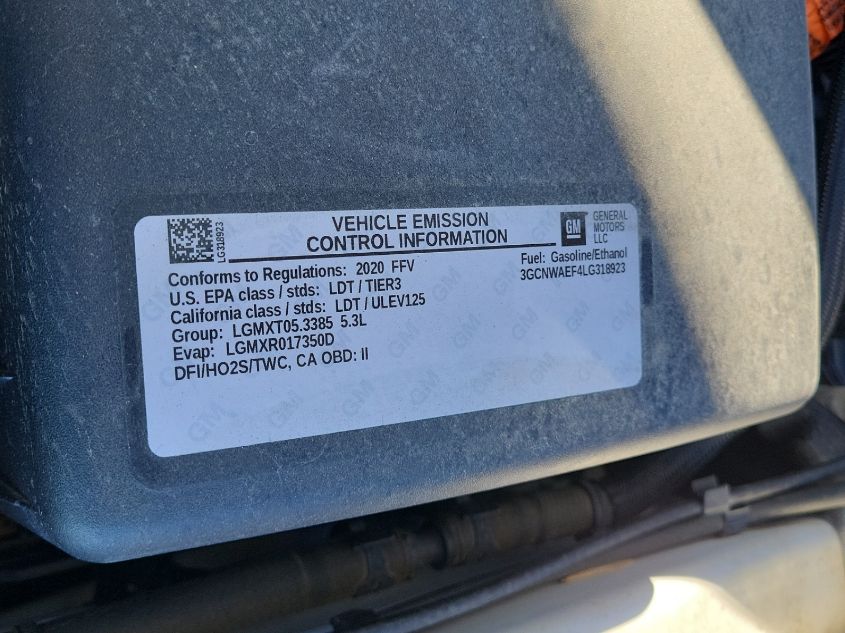 LG318923
VEHICLE EMISSION
CONTROL INFORMATION
GM
GENERAL
MOTORS
LLC
Conforms to Regulations: 2020 FFV
Fuel: Gasoline/Ethanol
U.S. EPA class / stds: LDT / TIER3
3GCNWAEF4LG318923
California class / stds: LDT / ULEV125
Group: LGMXT05.3385 5.3L
Evap: LGMXR017350D
DFI/HO2S/TWC, CA OBD: II